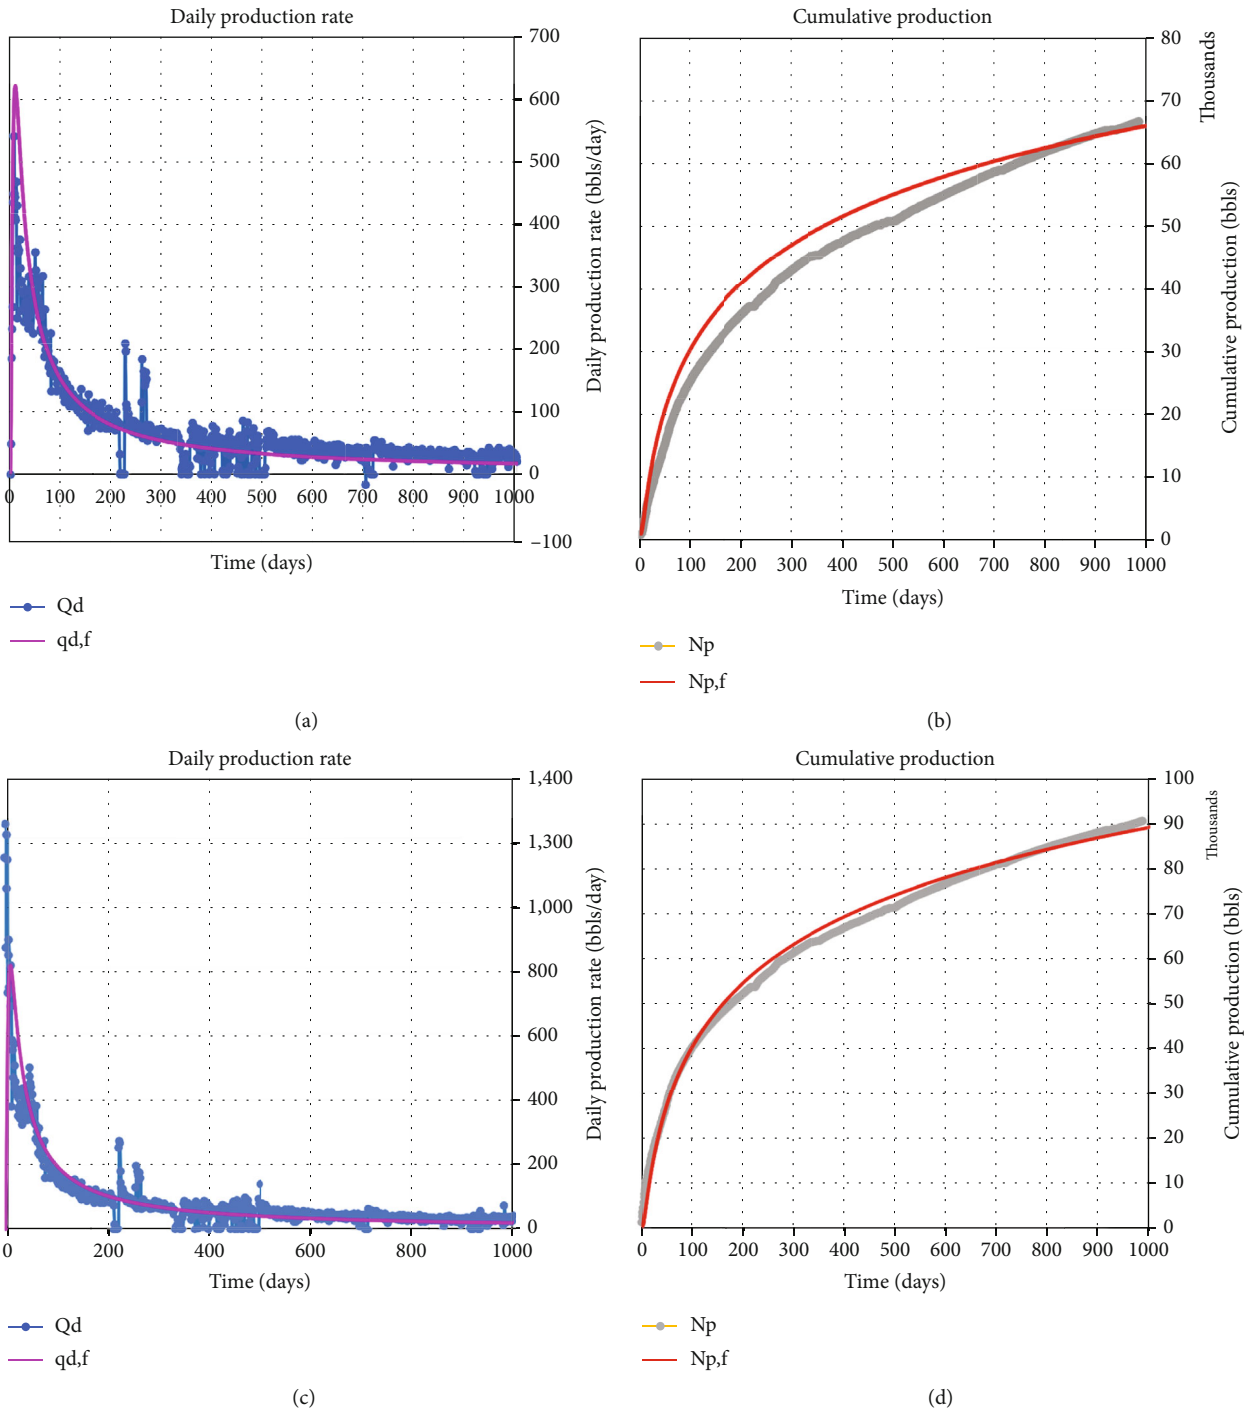 Daily production rate
700
600
500
400
300
200
100
0
−100
Daily production rate (bbls/day)
0 100 200 300 400 500 600 700 800 900 1000
Time (days)
Qd
qd,f
(a)
Cumulative production
80
70
60
50
40
30
20
10
0
Thousands
Cumulative production (bbls)
0 100 200 300 400 500 600 700 800 900 1000
Time (days)
Np
Np,f
(b)
Daily production rate
1,400
1,300
1,000
800
600
400
200
0
Daily production rate (bbls/day)
0 200 400 600 800 1000
Time (days)
Qd
qd,f
(c)
Cumulative production
100
90
80
70
60
50
40
30
20
10
0
Thousands
Cumulative production (bbls)
0 100 200 300 400 500 600 700 800 900 1000
Time (days)
Np
Np,f
(d)